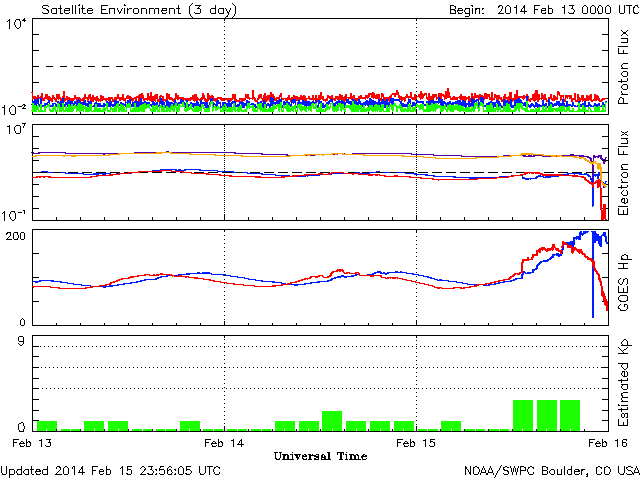 Satellite Environment (3 day) Begin: 2014 Feb 13 0000 UTC
10^4
10^-2
Proton Flux
10^7
10^-1
Electron Flux
200
100
0
GOES Hp
9
0
Estimated Kp
Feb 13 Feb 14 Feb 15 Feb 16
Universal Time
Updated 2014 Feb 15 23:56:05 UTC NOAA/SWPC Boulder, CO USA